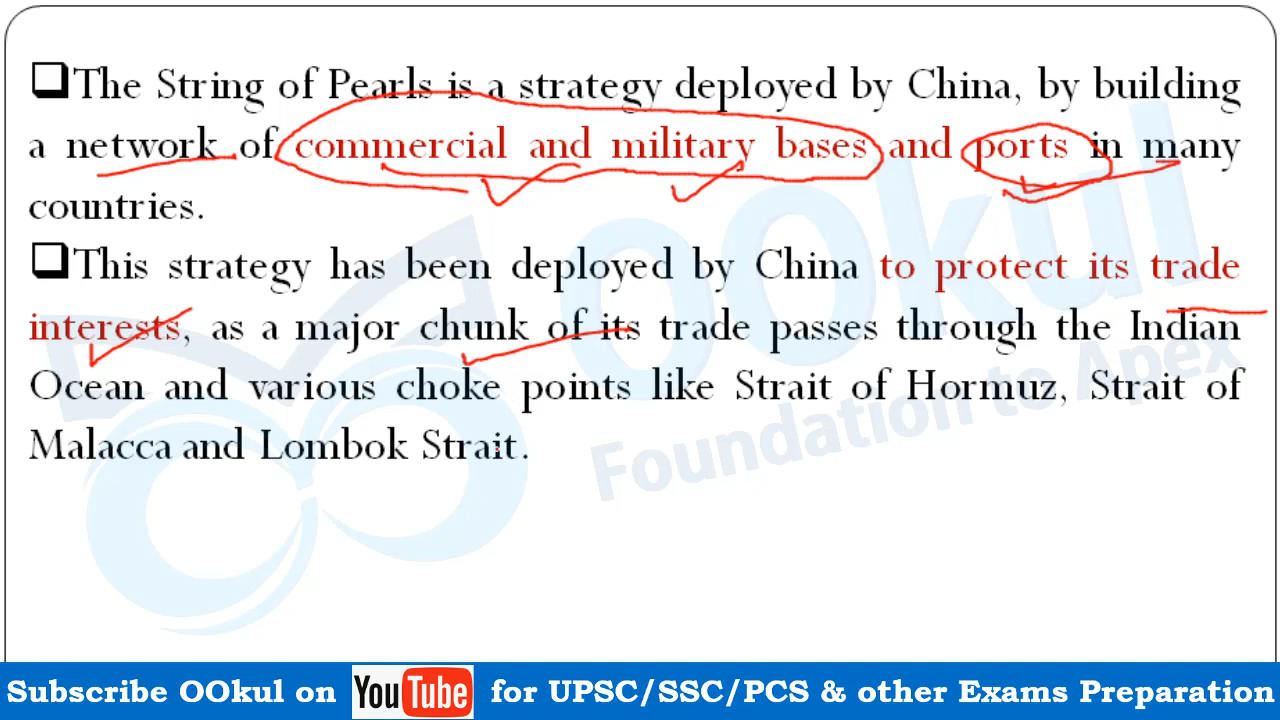 ❑The String of Pearls is a strategy deployed by China, by building
a network of commercial and military bases and ports in many
countries.
❑This strategy has been deployed by China to protect its trade
interests, as a major chunk of its trade passes through the Indian
Ocean and various choke points like Strait of Hormuz, Strait of
Malacca and Lombok Strait.
OOkul
Foundation to Apex
Subscribe OOkul on YouTube for UPSC/SSC/PCS & other Exams Preparation